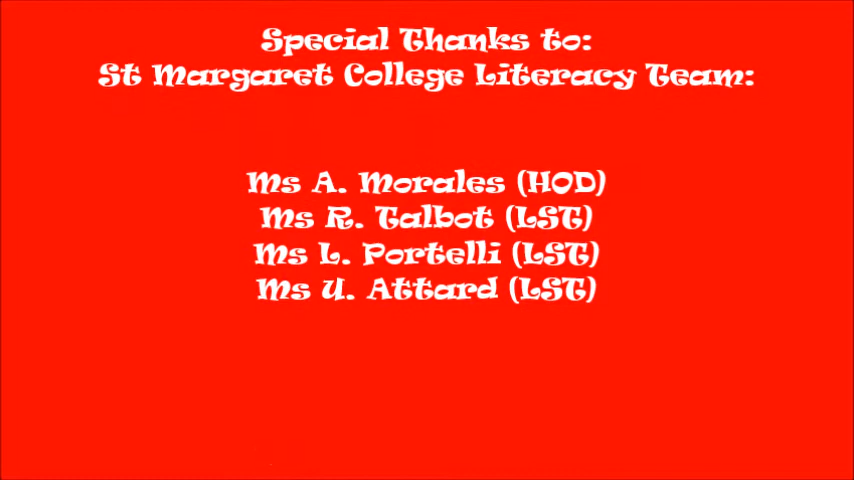 Special Thanks to:
St Margaret College Literacy Team:
Ms A. Morales (HOD)
Ms R. Talbot (LST)
Ms L. Portelli (LST)
Ms U. Attard (LST)